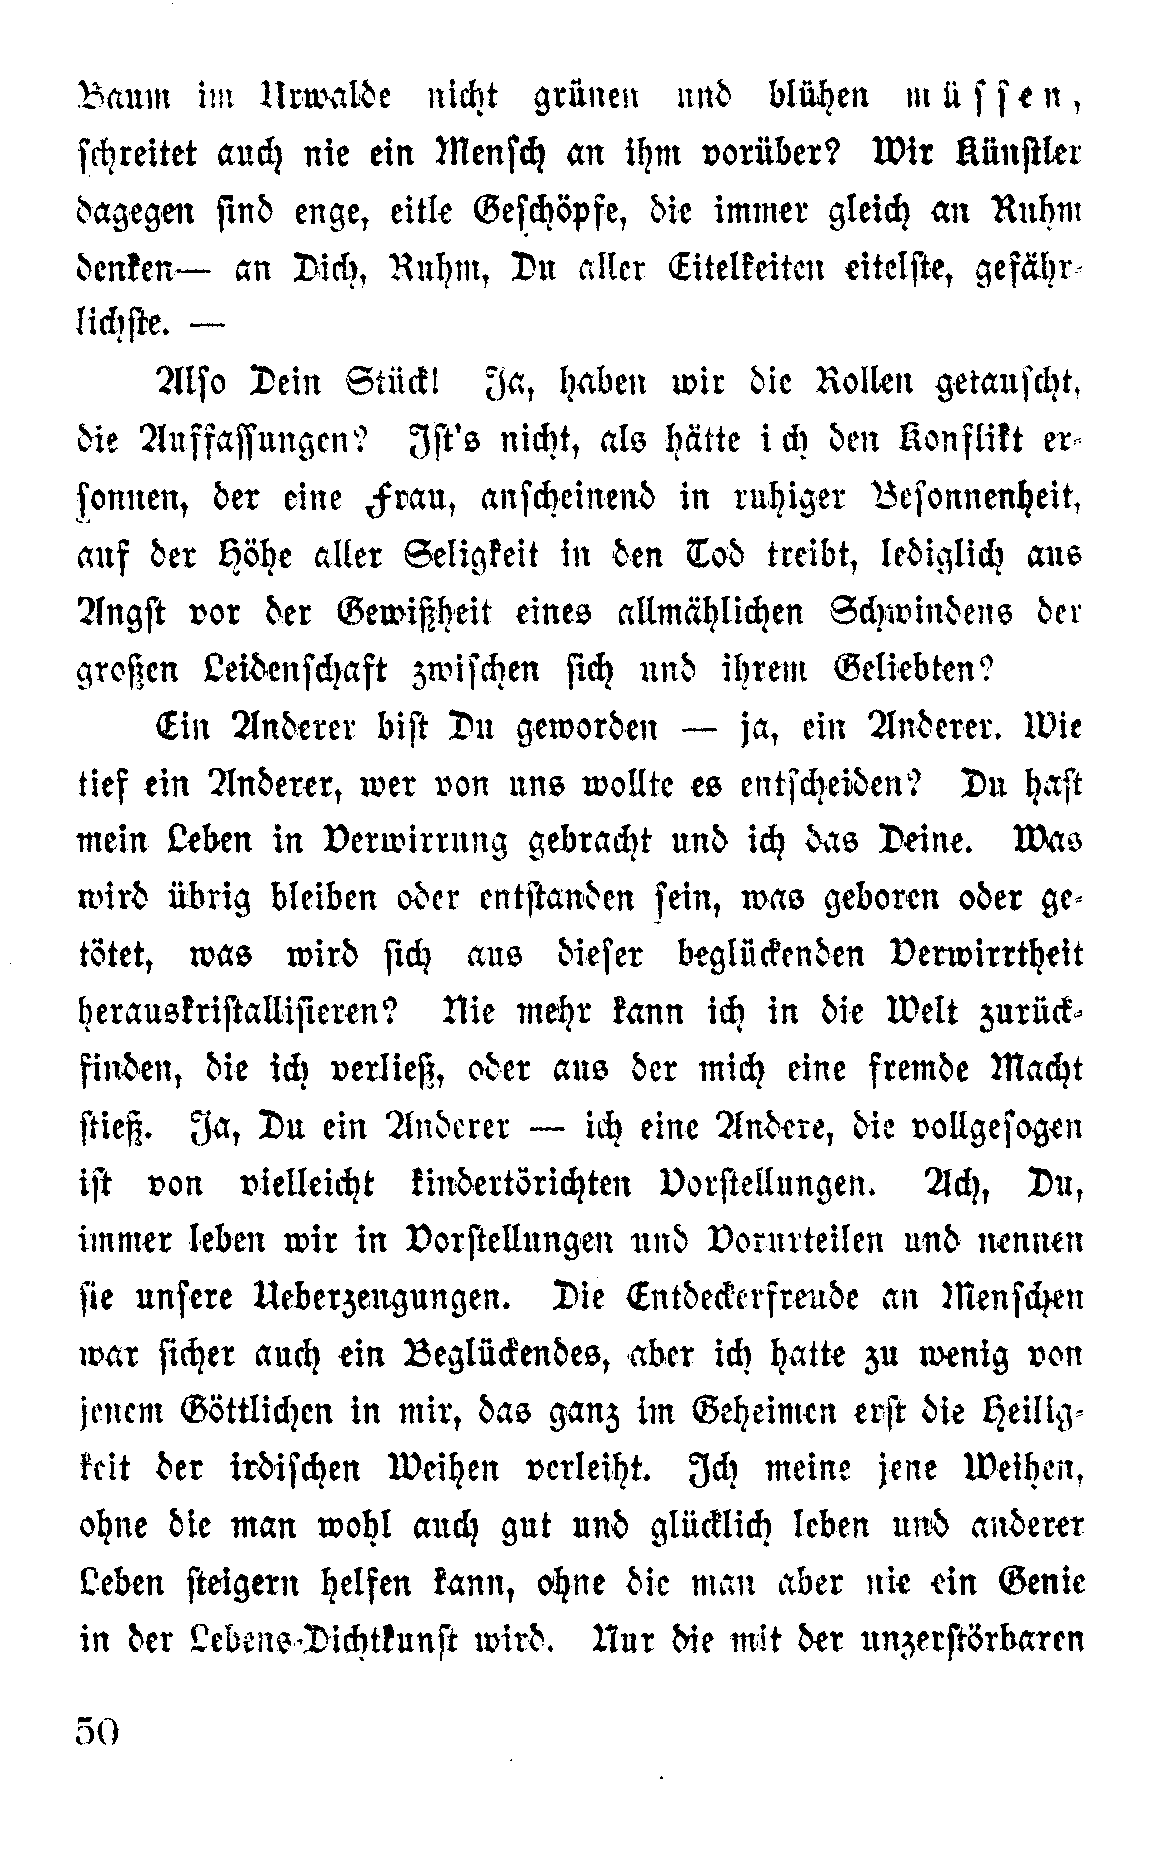 Baum im Urwalde nicht grünen und blühen müssen,
schreitet auch nie ein Mensch an ihm vorüber? Wir Künstler
dagegen sind enge, eitle Geschöpfe, die immer gleich an Ruhm
denken— an Dich, Ruhm, Du aller Eitelkeiten eitelste, gefähr-
lichste. —
Also Dein Stück! Ja, haben wir die Rollen getauscht,
die Auffassungen? Ist's nicht, als hätte ich den Konflikt er-
sonnen, der eine Frau, anscheinend in ruhiger Besonnenheit,
auf der Höhe aller Seligkeit in den Tod treibt, lediglich aus
Angst vor der Gewißheit eines allmählichen Schwindens der
großen Leidenschaft zwischen sich und ihrem Geliebten?
Ein Anderer bist Du geworden — ja, ein Anderer. Wie
tief ein Anderer, wer von uns wollte es entscheiden? Du hast
mein Leben in Verwirrung gebracht und ich das Deine. Was
wird übrig bleiben oder entstanden sein, was geboren oder ge-
tötet, was wird sich aus dieser beglückenden Verwirrtheit
herauskristallisieren? Nie mehr kann ich in die Welt zurück-
finden, die ich verließ, oder aus der mich eine fremde Macht
stieß. Ja, Du ein Anderer — ich eine Andere, die vollgesogen
ist von vielleicht kindertörichten Vorstellungen. Ach, Du,
immer leben wir in Vorstellungen und Vorurteilen und nennen
sie unsere Ueberzeugungen. Die Entdeckerfreude an Menschen
war sicher auch ein Beglückendes, aber ich hatte zu wenig von
jenem Göttlichen in mir, das ganz im Geheimen erst die Heilig-
keit der irdischen Weihen verleiht. Ich meine jene Weihen,
ohne die man wohl auch gut und glücklich leben und anderer
Leben steigern helfen kann, ohne die man aber nie ein Genie
in der Lebens-Dichtkunst wird. Nur die mit der unzerstörbaren
50